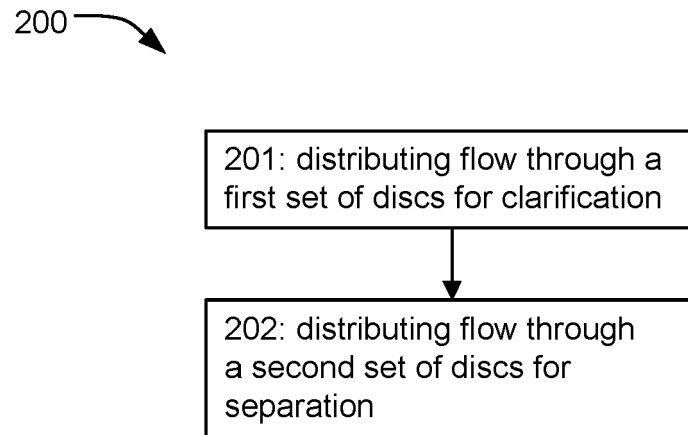 200
201: distributing flow through a
first set of discs for clarification
202: distributing flow through
a second set of discs for
separation